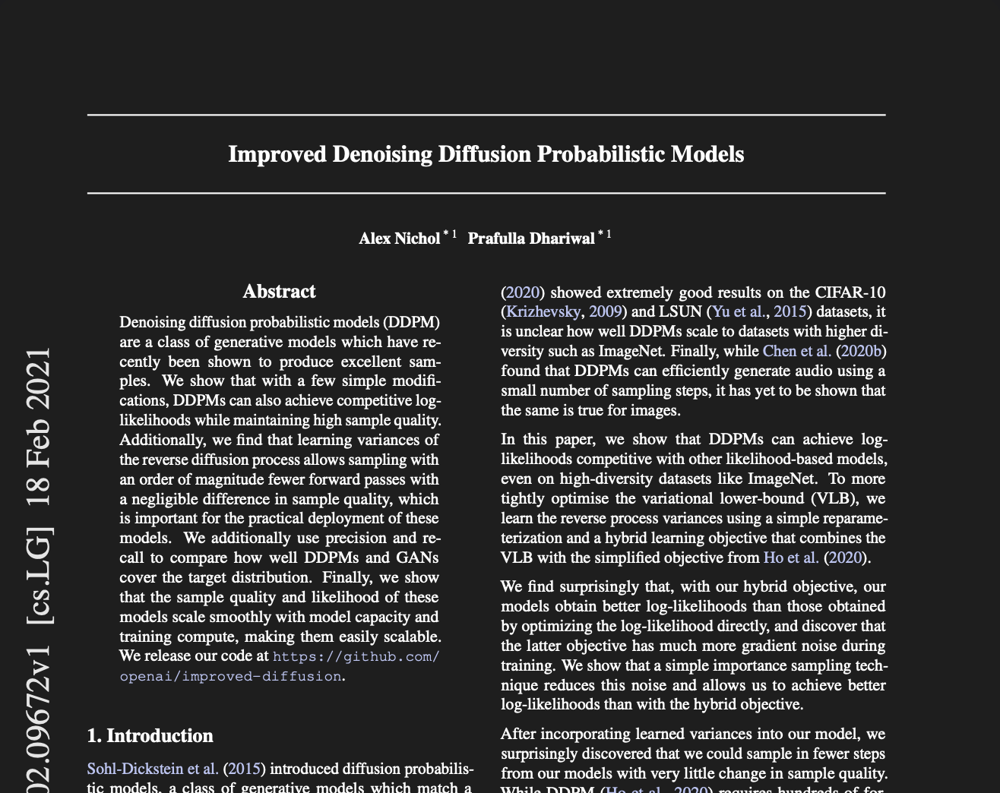 Improved Denoising Diffusion Probabilistic Models
Alex Nichol * 1 Prafulla Dhariwal * 1
Abstract
Denoising diffusion probabilistic models (DDPM)
are a class of generative models which have re-
cently been shown to produce excellent sam-
ples. We show that with a few simple modifi-
cations, DDPMs can also achieve competitive log-
likelihoods while maintaining high sample quality.
Additionally, we find that learning variances of
the reverse diffusion process allows sampling with
an order of magnitude fewer forward passes with
a negligible difference in sample quality, which
is important for the practical deployment of these
models. We additionally use precision and re-
call to compare how well DDPMs and GANs
cover the target distribution. Finally, we show
that the sample quality and likelihood of these
models scale smoothly with model capacity and
training compute, making them easily scalable.
We release our code at https://github.com/
openai/improved-diffusion.
1. Introduction
Sohl-Dickstein et al. (2015) introduced diffusion probabilis-
tic models, a class of generative models which match a
(2020) showed extremely good results on the CIFAR-10
(Krizhevsky, 2009) and LSUN (Yu et al., 2015) datasets, it
is unclear how well DDPMs scale to datasets with higher di-
versity such as ImageNet. Finally, while Chen et al. (2020b)
found that DDPMs can efficiently generate audio using a
small number of sampling steps, it has yet to be shown that
the same is true for images.
In this paper, we show that DDPMs can achieve log-
likelihoods competitive with other likelihood-based models,
even on high-diversity datasets like ImageNet. To more
tightly optimise the variational lower-bound (VLB), we
learn the reverse process variances using a simple reparame-
terization and a hybrid learning objective that combines the
VLB with the simplified objective from Ho et al. (2020).
We find surprisingly that, with our hybrid objective, our
models obtain better log-likelihoods than those obtained
by optimizing the log-likelihood directly, and discover that
the latter objective has much more gradient noise during
training. We show that a simple importance sampling tech-
nique reduces this noise and allows us to achieve better
log-likelihoods than with the hybrid objective.
After incorporating learned variances into our model, we
surprisingly discovered that we could sample in fewer steps
from our models with very little change in sample quality.
While DDPM (Ho et al., 2020) requires hundreds of for-
02.09672v1 [cs.LG] 18 Feb 2021